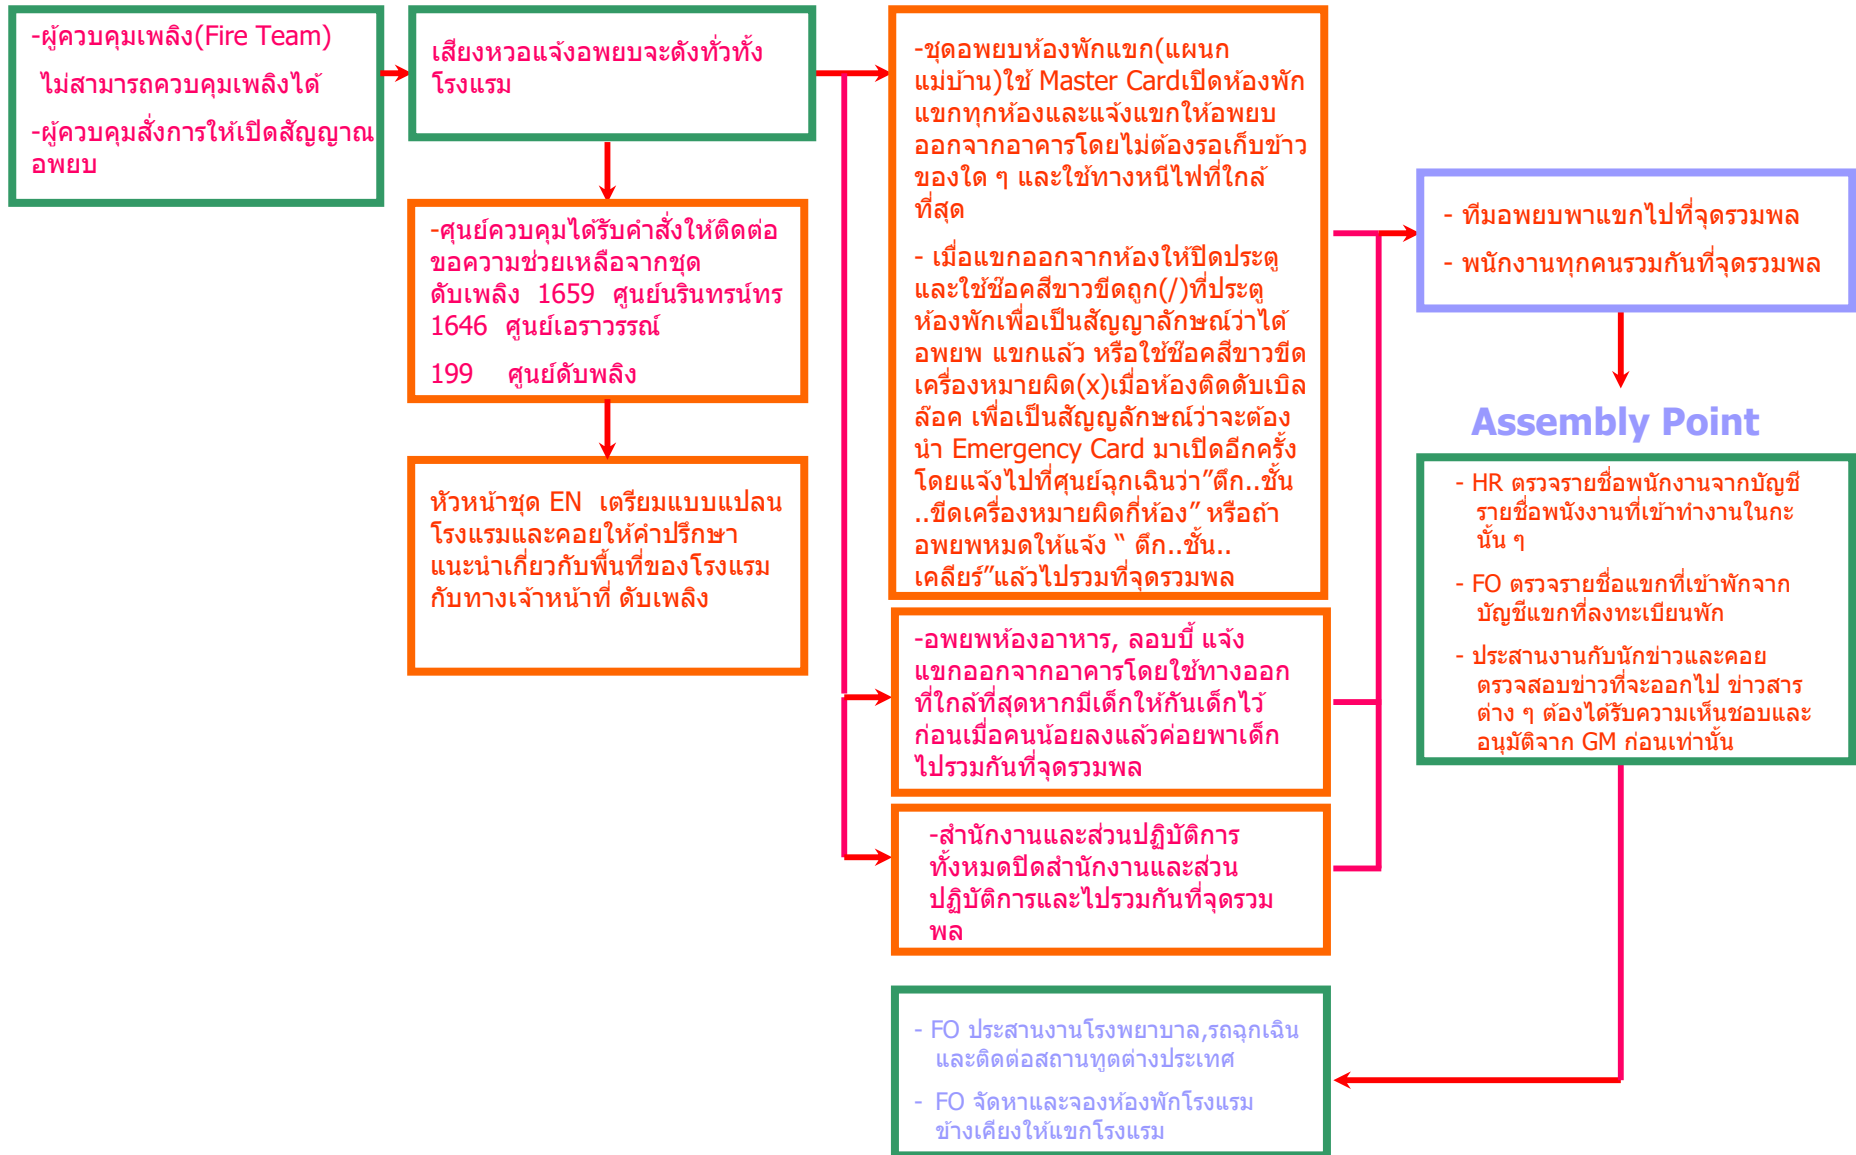 -ผู้ควบคุมเพลิง(Fire Team)
ไม่สามารถควบคุมเพลิงได้
-ผู้ควบคุมสั่งการให้เปิดสัญญาณ
อพยบ
เสียงหวอแจ้งอพยบจะดังทั่วทั้ง
โรงแรม
-ศุนย์ควบคุมได้รับคำสั่งให้ติดต่อ
ขอความช่วยเหลือจากชุด
ดับเพลิง 1659 ศูนย์นรินทรน์ทร
1646 ศูนย์เอราวรรณ์
199 ศูนย์ดับพลิง
หัวหน้าชุด EN เตรียมแบบแปลน
โรงแรมและคอยให้คำปรึกษา
แนะนำเกี่ยวกับพื้นที่ของโรงแรม
กับทางเจ้าหน้าที่ ดับเพลิง
-ชุดอพยบห้องพักแขก(แผนก
แม่บ้าน)ใช้ Master Cardเปิดห้องพัก
แขกทุกห้องและแจ้งแขกให้อพยบ
ออกจากอาคารโดยไม่ต้องรอเก็บข้าว
ของใด ๆ และใช้ทางหนีไฟที่ใกล้
ที่สุด
- เมื่อแขกออกจากห้องให้ปิดประตู
และใช้ช๊อคสีขาวขีดถูก(/)ที่ประตู
ห้องพักเพื่อเป็นสัญญาลักษณ์ว่าได้
อพยพ แขกแล้ว หรือใช้ช๊อคสีขาวขีด
เครื่องหมายผิด(x)เมื่อห้องติดดับเบิล
ล๊อค เพื่อเป็นสัญญลักษณ์ว่าจะต้อง
นำ Emergency Card มาเปิดอีกครั้ง
โดยแจ้งไปที่ศูนย์ฉุกเฉินว่า”ตึก..ชั้น
..ขีดเครื่องหมายผิดกี่ห้อง” หรือถ้า
อพยพหมดให้แจ้ง “ ตึก..ชั้น..
เคลียร์”แล้วไปรวมที่จุดรวมพล
-อพยพห้องอาหาร, ลอบบี้ แจ้ง
แขกออกจากอาคารโดยใช้ทางออก
ที่ใกล้ที่สุดหากมีเด็กให้กันเด็กไว้
ก่อนเมื่อคนน้อยลงแล้วค่อยพาเด็ก
ไปรวมกันที่จุดรวมพล
-สำนักงานและส่วนปฏิบัติการ
ทั้งหมดปิดสำนักงานและส่วน
ปฏิบัติการและไปรวมกันที่จุดรวม
พล
- ทีมอพยบพาแขกไปที่จุดรวมพล
- พนักงานทุกคนรวมกันที่จุดรวมพล
Assembly Point
- HR ตรวจรายชื่อพนักงานจากบัญชี
รายชื่อพนังงานที่เข้าทำงานในกะ
นั้น ๆ
- FO ตรวจรายชื่อแขกที่เข้าพักจาก
บัญชีแขกที่ลงทะเบียนพัก
- ประสานงานกับนักข่าวและคอย
ตรวจสอบข่าวที่จะออกไป ข่าวสาร
ต่าง ๆ ต้องได้รับความเห็นชอบและ
อนุมัติจาก GM ก่อนเท่านั้น
- FO ประสานงานโรงพยาบาล,รถฉุกเฉิน
และติดต่อสถานทูตต่างประเทศ
- FO จัดหาและจองห้องพักโรงแรม
ข้างเคียงให้แขกโรงแรม